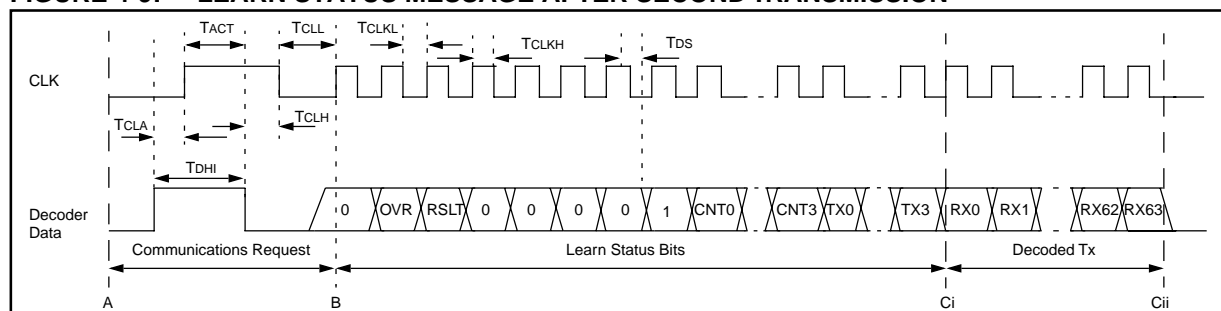 FIGURE 4-3: LEARN STATUS MESSAGE AFTER SECOND TRANSMISSION
TACT TCLL TCLKL TCLKH TDS
CLK
TCLA TCLH
TDHI
Decoder
Data
0 OVR RSLT 0 0 0 0 1 CNT0 CNT3 TX0 TX3 RX0 RX1 RX62 RX63
Communications Request Learn Status Bits Decoded Tx
A B Ci Cii